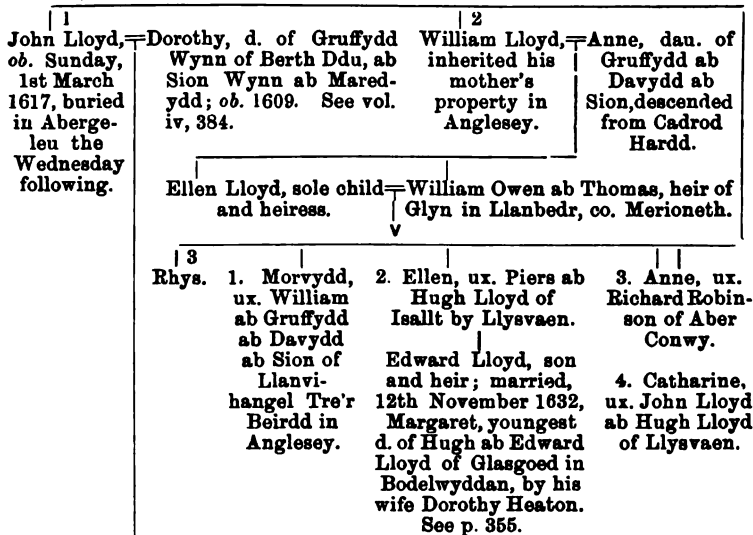 1
John Lloyd,
ob. Sunday,
1st March
1617, buried
in Aberge-
leu the
Wednesday
following.
Dorothy, d. of Gruffydd
Wynn of Berth Ddu, ab
Sion Wynn ab Mared-
ydd; ob. 1609. See vol.
iv, 384.
2
William Lloyd,
inherited his
mother's
property in
Anglesey.
Anne, dau. of
Gruffydd ab
Davydd ab
Sion, descended
from Cadrod
Hardd.
Ellen Lloyd, sole child
and heiress.
William Owen ab Thomas, heir of
Glyn in Llanbedr, co. Merioneth.
3
Rhys.
1. Morvydd,
ux. William
ab Gruffydd
ab Davydd
ab Sion of
Llanvi-
hangel Tre'r
Beirdd in
Anglesey.
2. Ellen, ux. Piers ab
Hugh Lloyd of
Isallt by Llysvaen.
Edward Lloyd, son
and heir; married,
12th November 1632,
Margaret, youngest
d. of Hugh ab Edward
Lloyd of Glasgoed in
Bodelwyddan, by his
wife Dorothy Heaton.
See p. 355.
3. Anne, ux.
Richard Robin-
son of Aber
Conwy.
4. Catharine,
ux. John Lloyd
ab Hugh Lloyd
of Llysvaen.